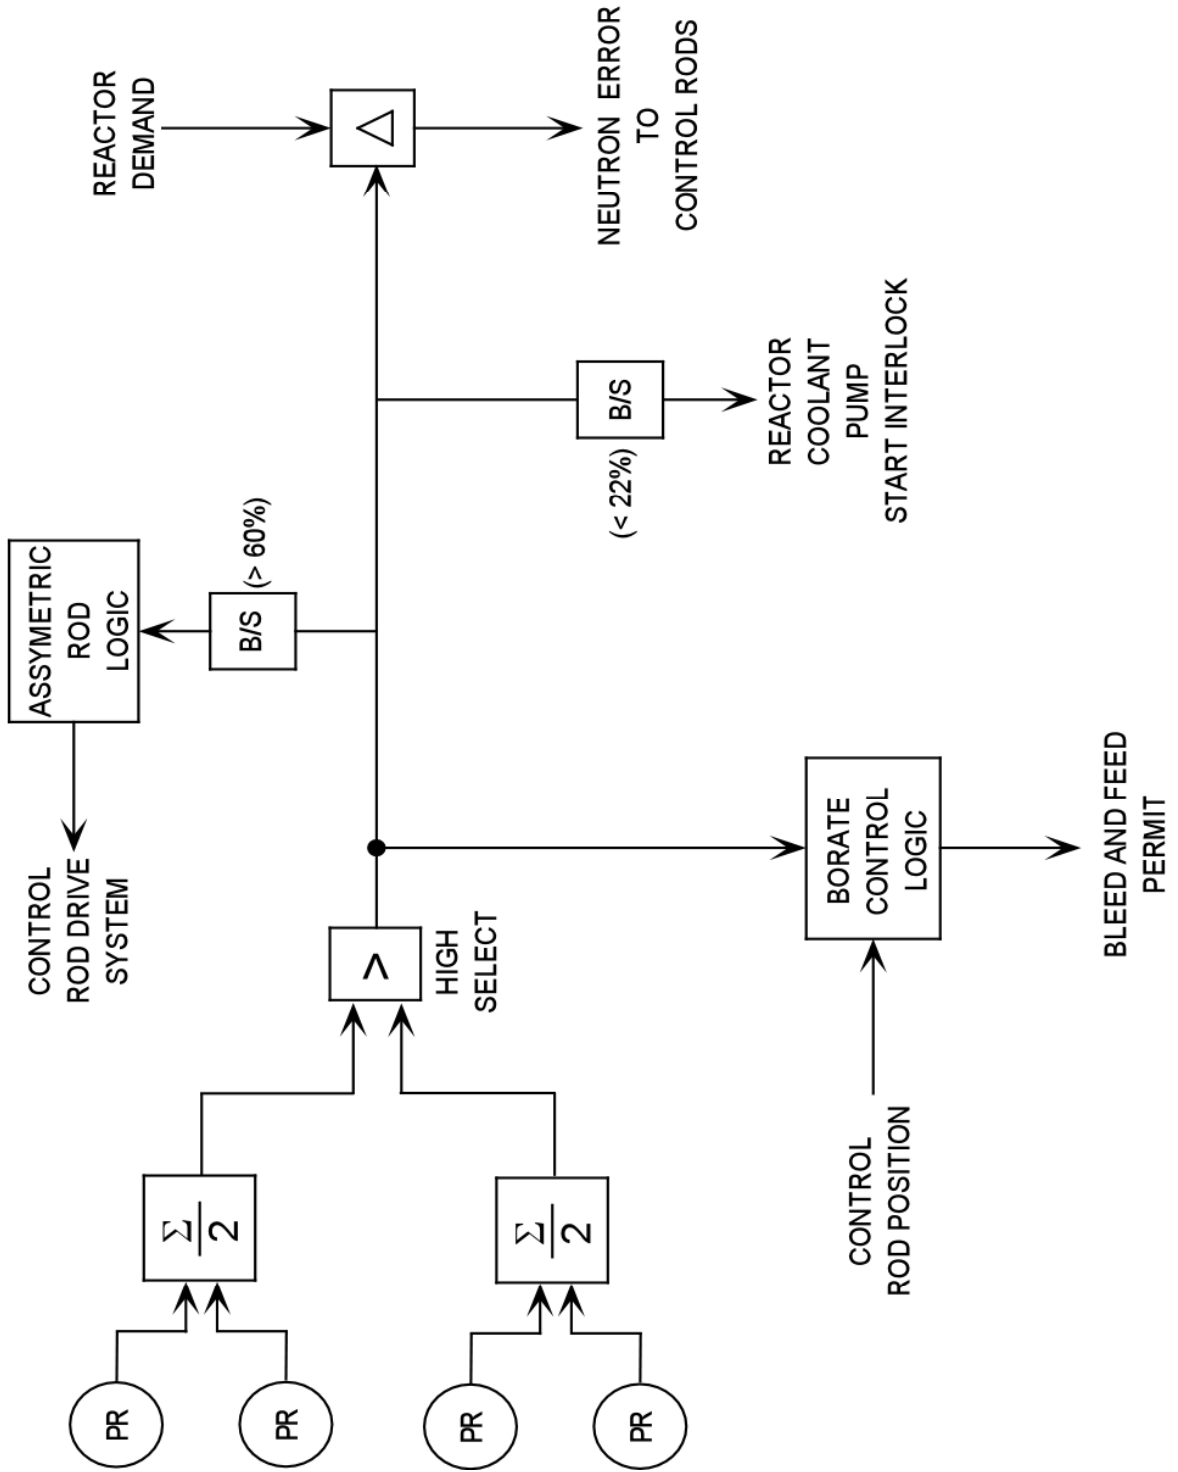 PR
PR
PR
PR
Σ
2
Σ
2
>
HIGH
SELECT
CONTROL
ROD DRIVE
SYSTEM
ASSYMETRIC
ROD
LOGIC
B/S
(> 60%)
CONTROL
ROD POSITION
BORATE
CONTROL
LOGIC
BLEED AND FEED
PERMIT
B/S
(< 22%)
REACTOR
COOLANT
PUMP
START INTERLOCK
REACTOR
DEMAND
Δ
NEUTRON ERROR
TO
CONTROL RODS